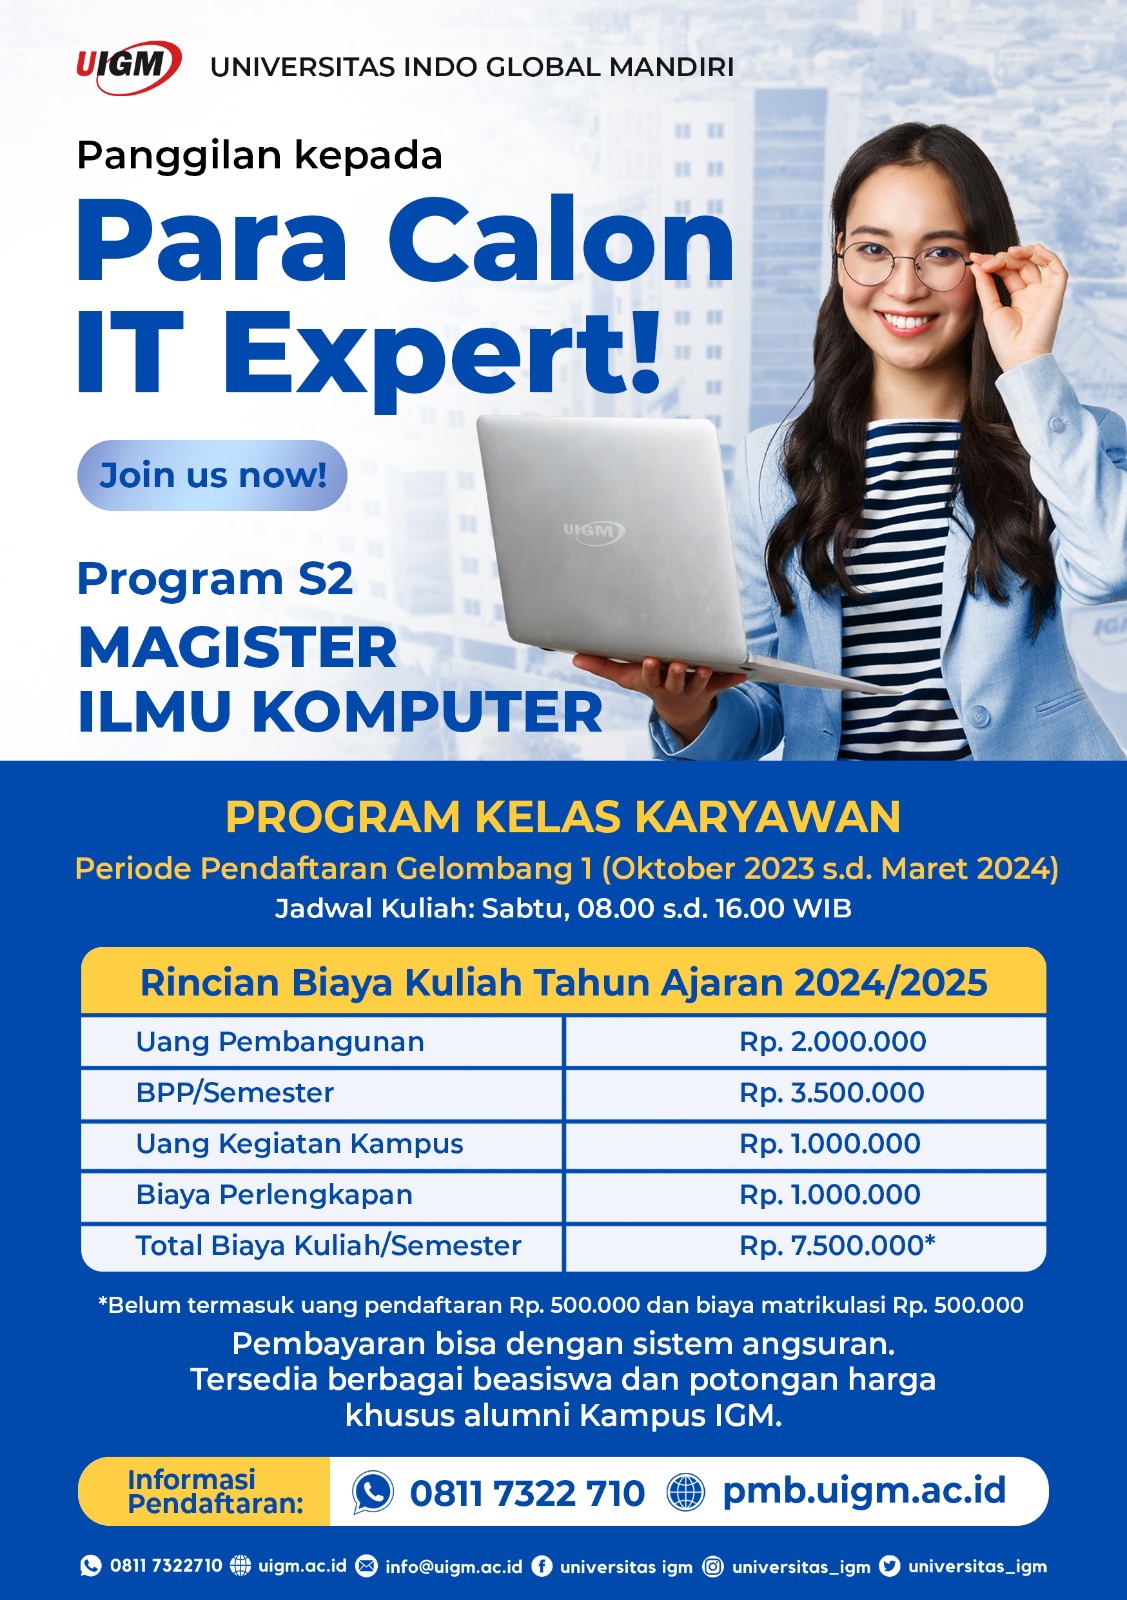 UIGM UNIVERSITAS INDO GLOBAL MANDIRI
Panggilan kepada
Para Calon
IT Expert!
Join us now!
UIGM
Program S2
MAGISTER
ILMU KOMPUTER
PROGRAM KELAS KARYAWAN
Periode Pendaftaran Gelombang 1 (Oktober 2023 s.d. Maret 2024)
Jadwal Kuliah: Sabtu, 08.00 s.d. 16.00 WIB
Rincian Biaya Kuliah Tahun Ajaran 2024/2025
Uang Pembangunan Rp. 2.000.000
BPP/Semester Rp. 3.500.000
Uang Kegiatan Kampus Rp. 1.000.000
Biaya Perlengkapan Rp. 1.000.000
Total Biaya Kuliah/Semester Rp. 7.500.000*
*Belum termasuk uang pendaftaran Rp. 500.000 dan biaya matrikulasi Rp. 500.000
Pembayaran bisa dengan sistem angsuran.
Tersedia berbagai beasiswa dan potongan harga
khusus alumni Kampus IGM.
Informasi
Pendaftaran: 0811 7322 710 pmb.uigm.ac.id
0811 7322710 uigm.ac.id info@uigm.ac.id universitas igm universitas_igm universitas_igm